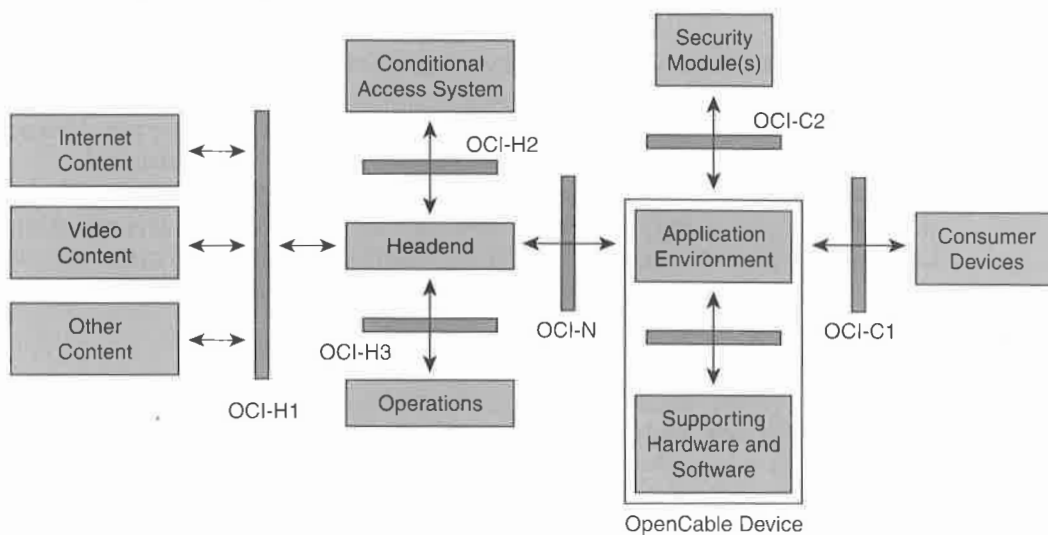 Security
Module(s)
Conditional
Access System
OCI-C2
Internet
Content
OCI-H2
Video
Content
Headend
Application
Environment
Consumer
Devices
Other
Content
OCI-H3
OCI-N
OCI-C1
OCI-H1
Operations
Supporting
Hardware and
Software
OpenCable Device